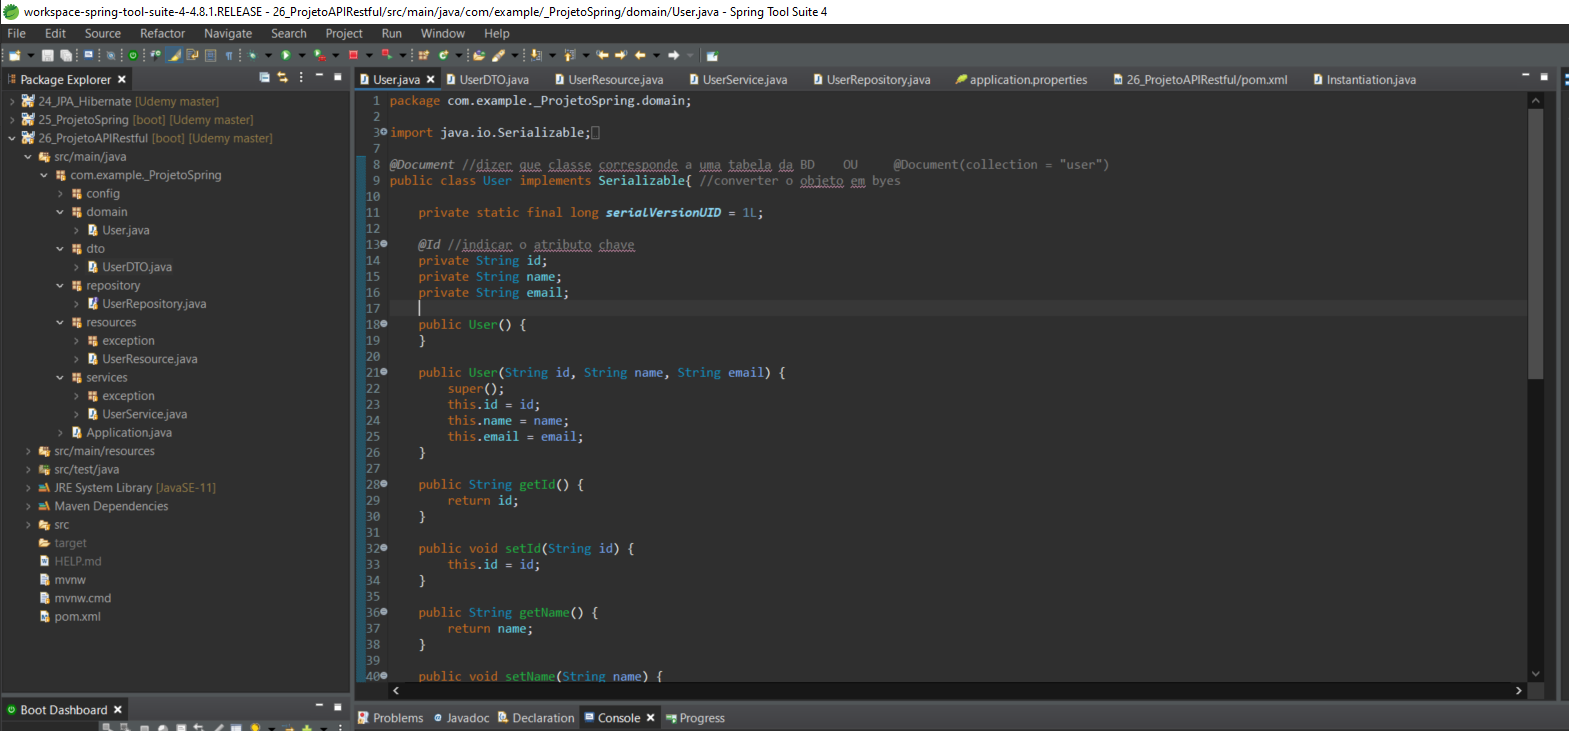 workspace-spring-tool-suite-4-4.8.1.RELEASE - 26_ProjetoAPIRestful/src/main/java/com/example/_ProjetoSpring/domain/User.java - Spring Tool Suite 4
File Edit Source Refactor Navigate Search Project Run Window Help
Package Explorer
24_JPA_Hibernate [Udemy master]
25_ProjetoSpring [boot] [Udemy master]
26_ProjetoAPIRestful [boot] [Udemy master]
src/main/java
com.example._ProjetoSpring
config
domain
User.java
dto
UserDTO.java
repository
UserRepository.java
resources
exception
UserResource.java
services
exception
UserService.java
Application.java
src/main/resources
src/test/java
JRE System Library [JavaSE-11]
Maven Dependencies
src
target
HELP.md
mvnw
mvnw.cmd
pom.xml
Boot Dashboard
User.java UserDTO.java UserResource.java UserService.java UserRepository.java application.properties 26_ProjetoAPIRestful/pom.xml Instantiation.java
1 package com.example._ProjetoSpring.domain;
2
3 import java.io.Serializable;
7
8 @Document //dizer que classe corresponde a uma tabela da BD    OU     @Document(collection = "user")
9 public class User implements Serializable{ //converter o objeto em byes
10
11     private static final long serialVersionUID = 1L;
12
13     @Id //indicar o atributo chave
14     private String id;
15     private String name;
16     private String email;
17
18     public User() {
19     }
20
21     public User(String id, String name, String email) {
22         super();
23         this.id = id;
24         this.name = name;
25         this.email = email;
26     }
27
28     public String getId() {
29         return id;
30     }
31
32     public void setId(String id) {
33         this.id = id;
34     }
35
36     public String getName() {
37         return name;
38     }
39
40     public void setName(String name) {
Problems Javadoc Declaration Console Progress